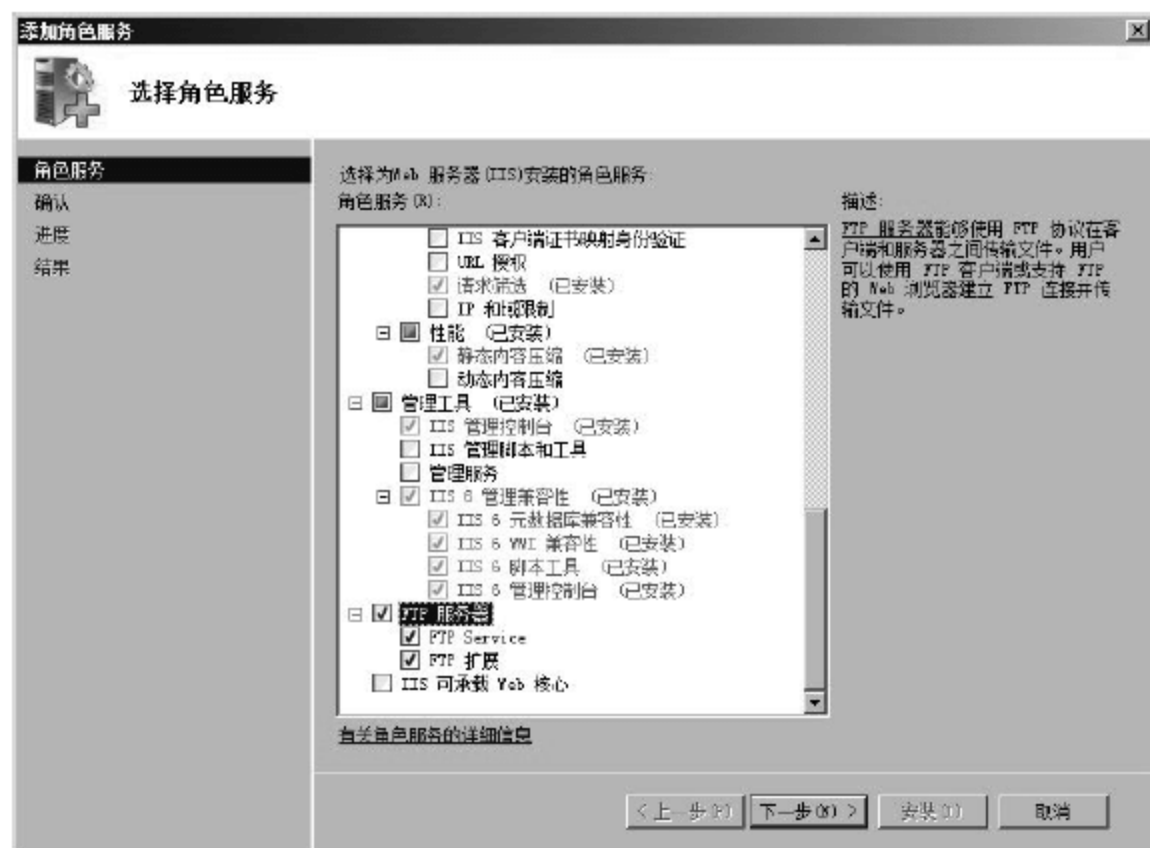 添加角色服务
选择角色服务
角色服务
确认
进度
结果
选择为Web 服务器(IIS)安装的角色服务:
角色服务(R):
IIS 客户端证书映射身份验证
URL 授权
请求筛选 (已安装)
IP 和域限制
性能 (已安装)
静态内容压缩 (已安装)
动态内容压缩
管理工具 (已安装)
IIS 管理控制台 (已安装)
IIS 管理脚本和工具
管理服务
IIS 6 管理兼容性 (已安装)
IIS 6 元数据库兼容性 (已安装)
IIS 6 WMI 兼容性 (已安装)
IIS 6 脚本工具 (已安装)
IIS 6 管理控制台 (已安装)
FTP 服务器
FTP Service
FTP 扩展
IIS 可承载 Web 核心
有关角色服务的详细信息
描述:
FTP 服务器能够使用 FTP 协议在客
户端和服务器之间传输文件。用户
可以使用 FTP 客户端或支持 FTP
的 Web 浏览器建立 FTP 连接并传
输文件。
< 上一步(P)
下一步(N) >
安装(I)
取消